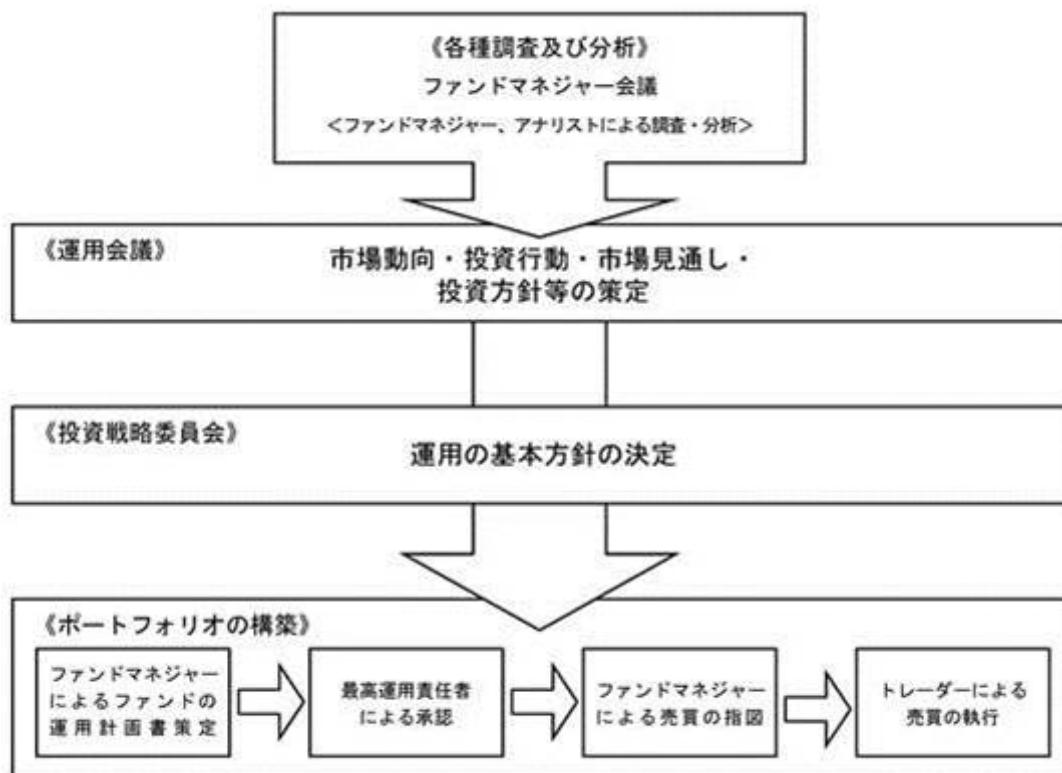 《各種調査及び分析》
ファンドマネジャー会議
＜ファンドマネジャー、アナリストによる調査・分析＞
《運用会議》
市場動向・投資行動・市場見通し・
投資方針等の策定
《投資戦略委員会》
運用の基本方針の決定
《ポートフォリオの構築》
ファンドマネジャー
によるファンドの
運用計画書策定
最高運用責任者
による承認
ファンドマネジャー
による売買の指図
トレーダーによる
売買の執行